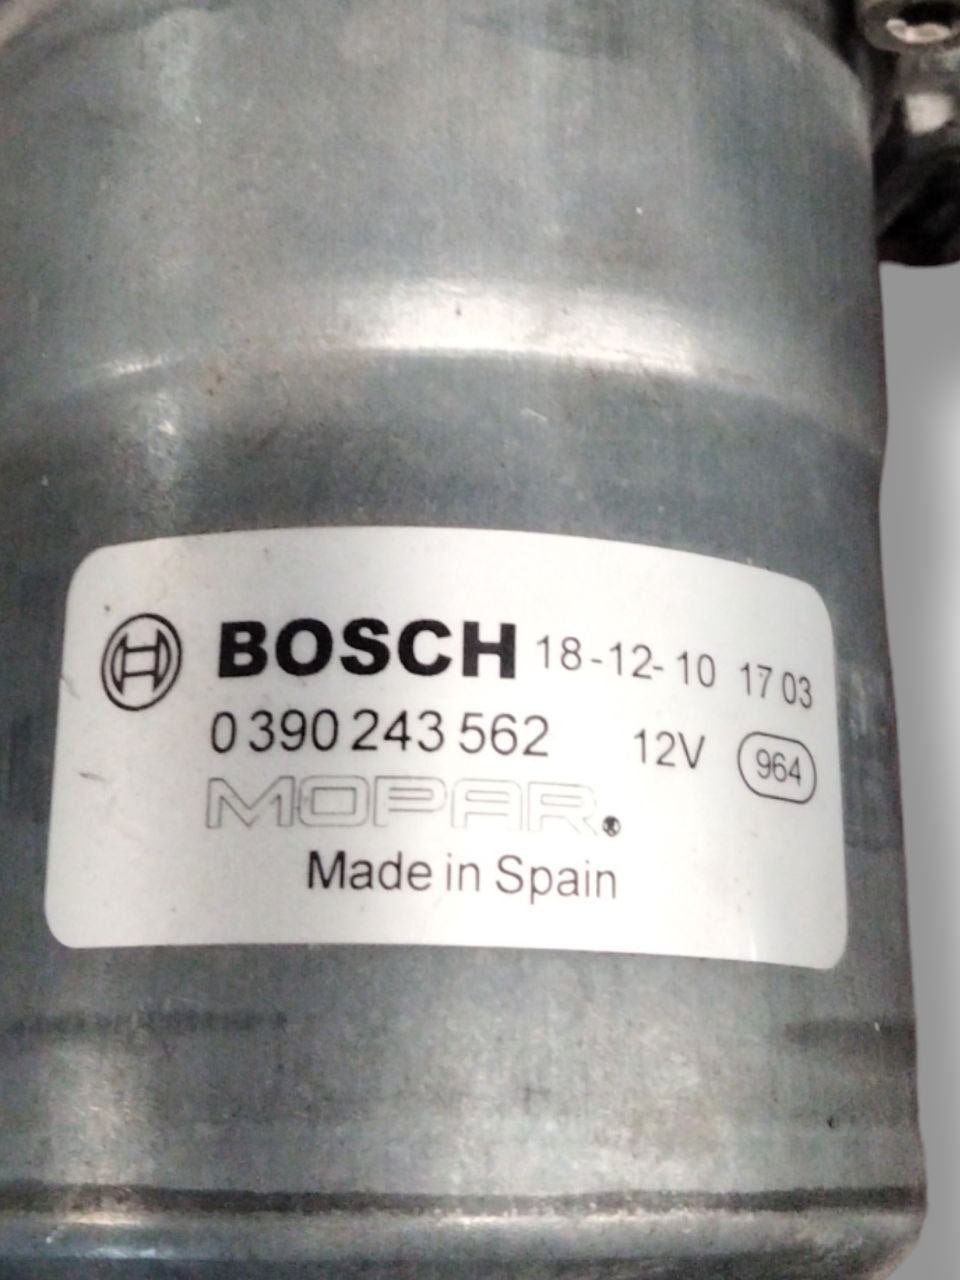 BOSCH 18-12-10 17 03
0 390 243 562 12V 964
MOPAR®
Made in Spain